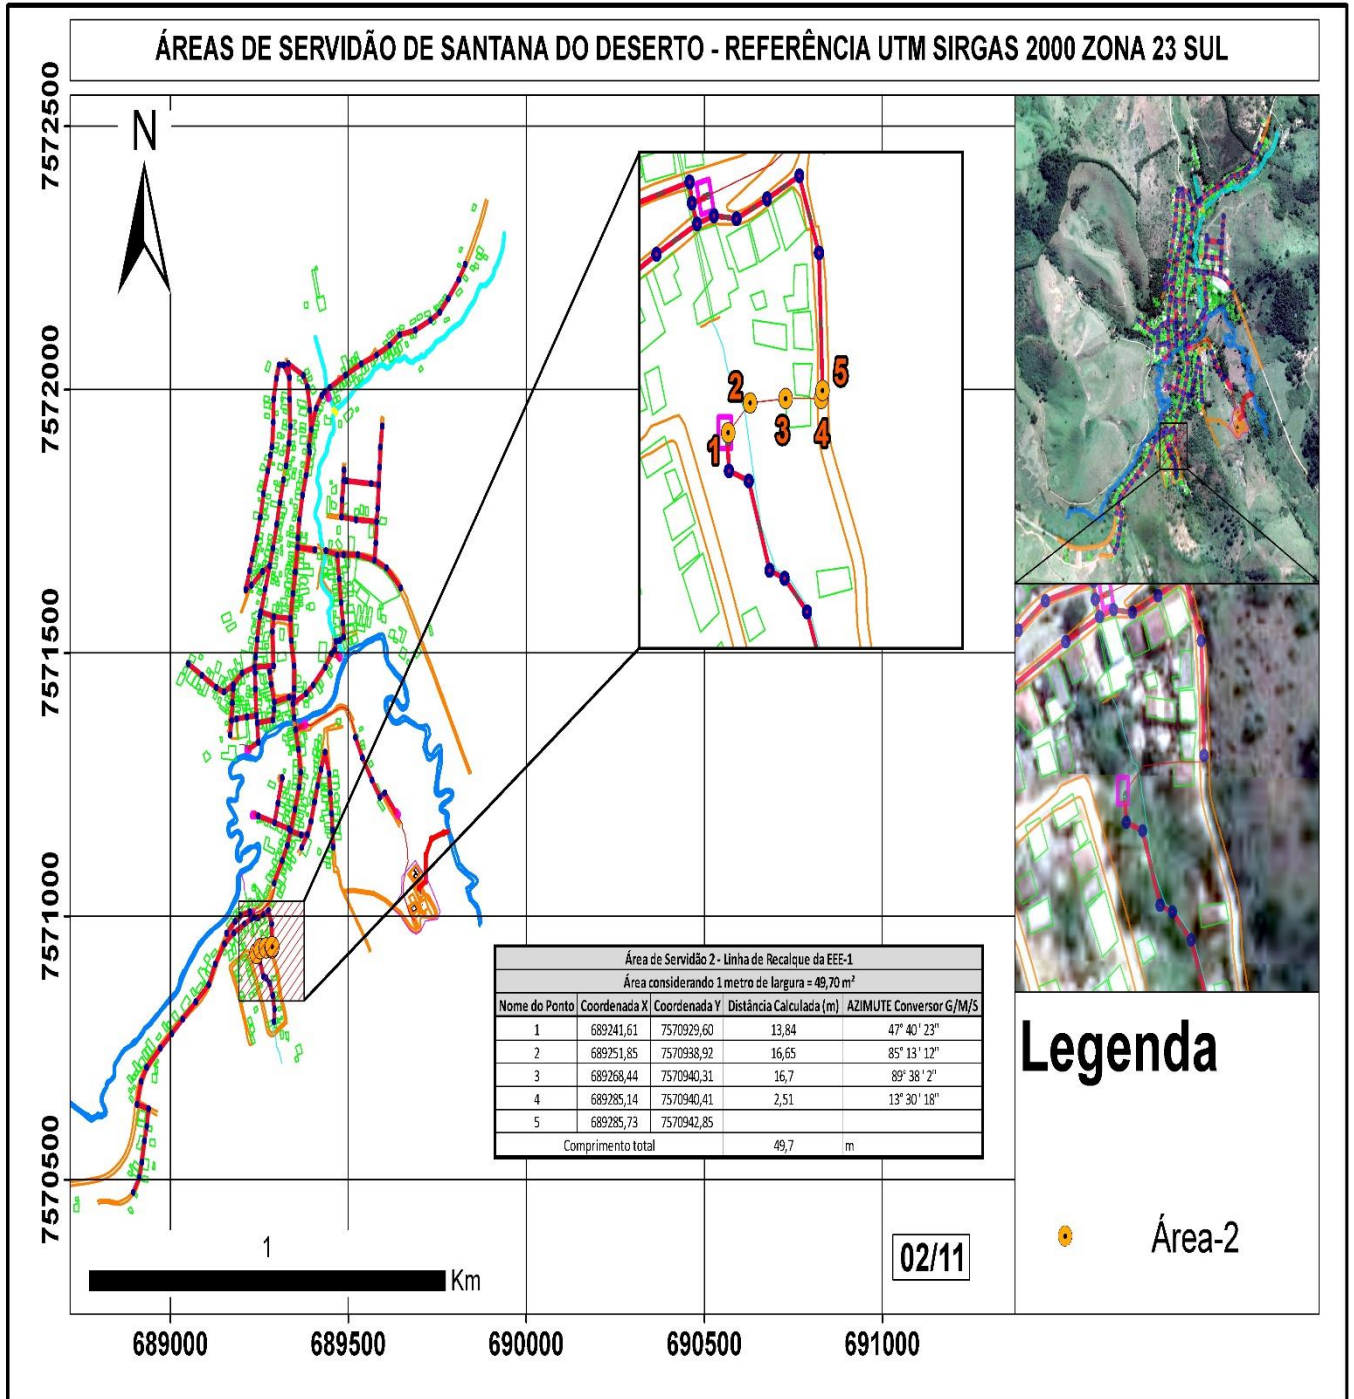 ÁREAS DE SERVIDÃO DE SANTANA DO DESERTO - REFERÊNCIA UTM SIRGAS 2000 ZONA 23 SUL
N
7572500
7572000
7571500
7571000
7570500
1
2
3
4
5
Área de Servidão 2 - Linha de Recalque da EEE-1
Área considerando 1 metro de largura = 49,70 m²
Nome do Ponto Coordenada X Coordenada Y Distância Calculada (m) AZIMUTE Conversor G/M/S
1 689241,61 7570929,60 13,84 47° 40 ' 23"
2 689251,85 7570938,92 16,65 85° 13 ' 12"
3 689268,44 7570940,31 16,7 89° 38 ' 2"
4 689285,14 7570940,41 2,51 13° 30 ' 18"
5 689285,73 7570942,85
Comprimento total 49,7 m
Legenda
Área-2
1
Km
02/11
689000 689500 690000 690500 691000